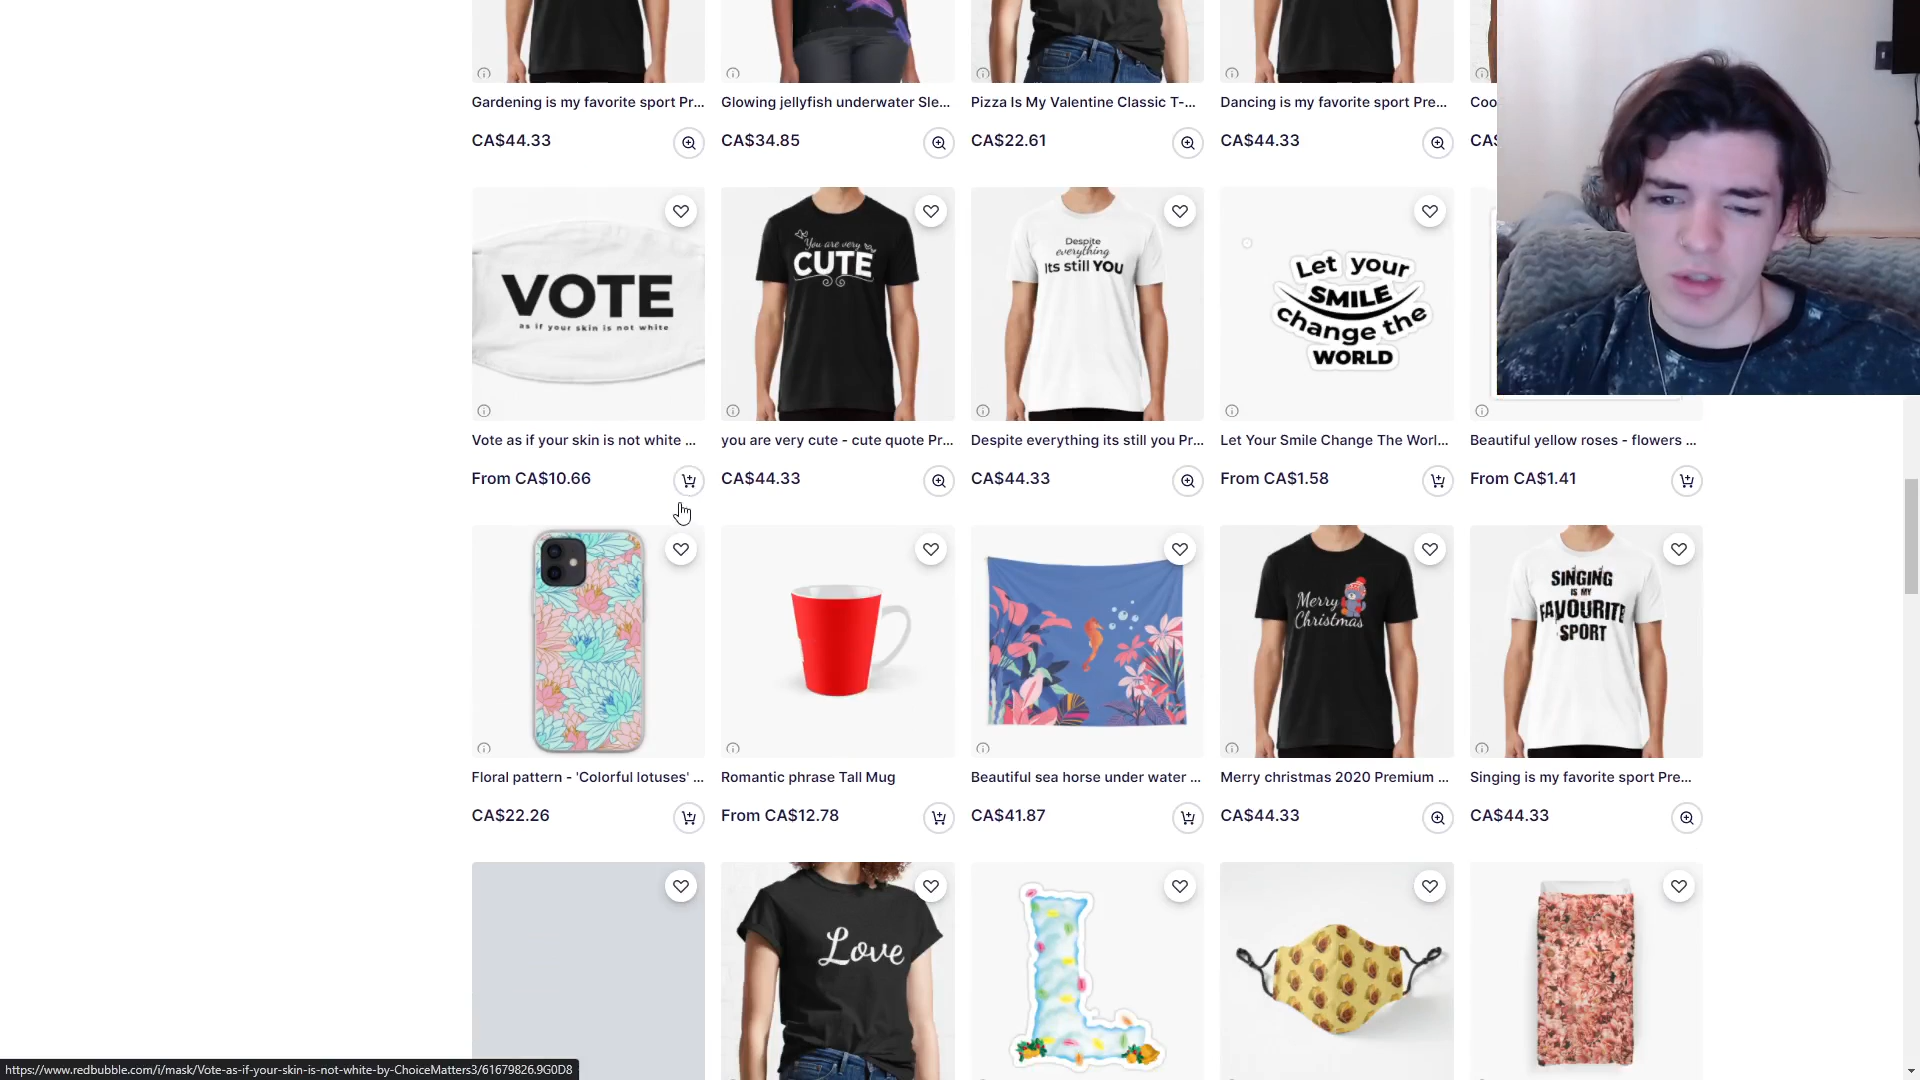 Gardening is my favorite sport Pr...
Glowing jellyfish underwater Sle...
Pizza Is My Valentine Classic T-...
Dancing is my favorite sport Pre...
Coo
CA$44.33
CA$34.85
CA$22.61
CA$44.33
CA$
VOTE
as if your skin is not white
You are very
CUTE
Despite
everything
Its still YOU
Let your
SMILE
change the
WORLD
Vote as if your skin is not white ...
you are very cute - cute quote Pr...
Despite everything its still you Pr...
Let Your Smile Change The Worl...
Beautiful yellow roses - flowers ...
From CA$10.66
CA$44.33
CA$44.33
From CA$1.58
From CA$1.41
Merry
Christmas
SINGING
IS MY
FAVOURITE
SPORT
Floral pattern - 'Colorful lotuses' ...
Romantic phrase Tall Mug
Beautiful sea horse under water ...
Merry christmas 2020 Premium ...
Singing is my favorite sport Pre...
CA$22.26
From CA$12.78
CA$41.87
CA$44.33
CA$44.33
Love
L
https://www.redbubble.com/i/mask/Vote-as-if-your-skin-is-not-white-by-ChoiceMatters3/61679826.9G0D8